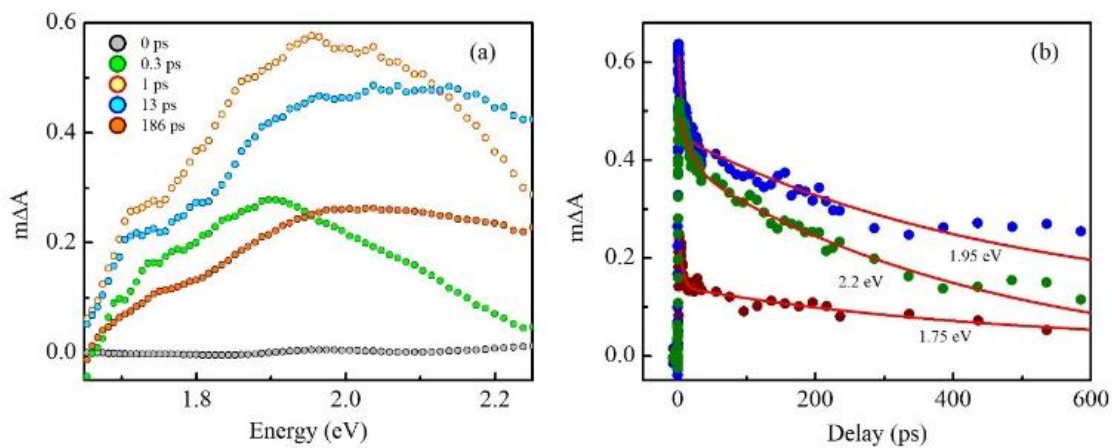 (a)
0 ps
0.3 ps
1 ps
13 ps
186 ps
0.6
0.4
0.2
0.0
mΔA
1.8 2.0 2.2
Energy (eV)
(b)
0.6
0.4
0.2
0.0
mΔA
1.95 eV
2.2 eV
1.75 eV
0 200 400 600
Delay (ps)